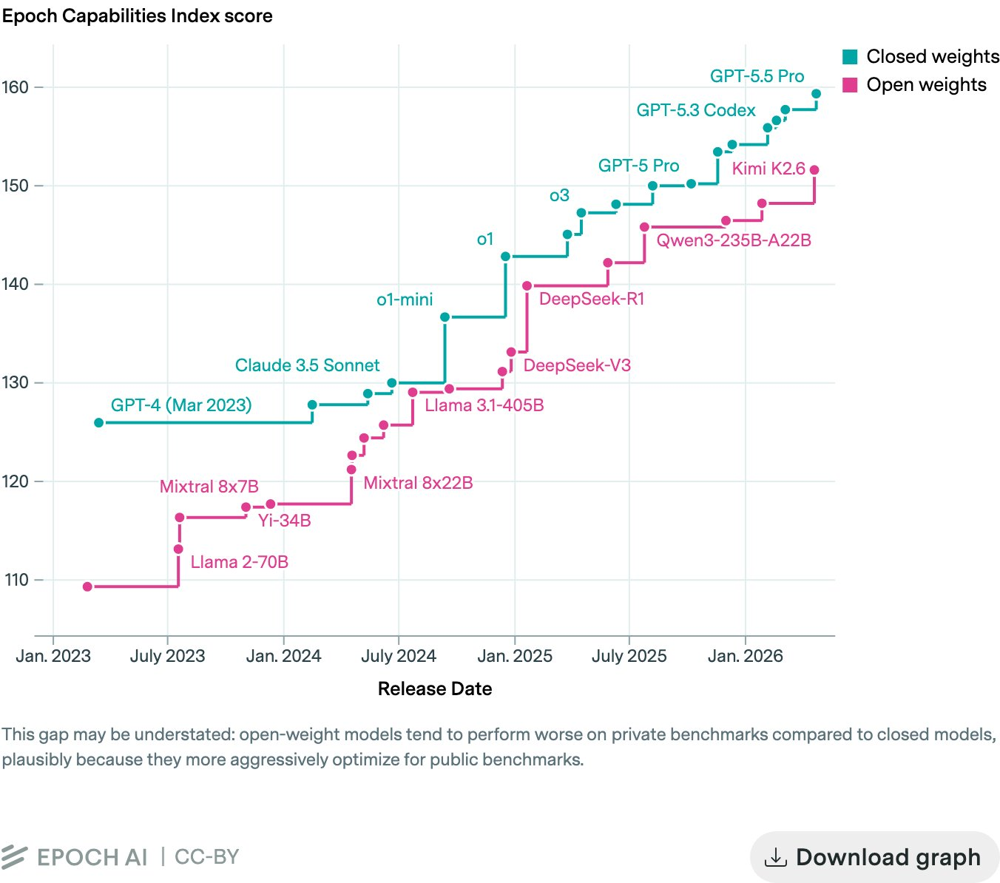 Epoch Capabilities Index score
Closed weights
Open weights
160
150
140
130
120
110
GPT-5.5 Pro
GPT-5.3 Codex
GPT-5 Pro
Kimi K2.6
o3
o1
Qwen3-235B-A22B
o1-mini
DeepSeek-R1
Claude 3.5 Sonnet
DeepSeek-V3
GPT-4 (Mar 2023)
Llama 3.1-405B
Mixtral 8x7B
Mixtral 8x22B
Yi-34B
Llama 2-70B
Jan. 2023
July 2023
Jan. 2024
July 2024
Jan. 2025
July 2025
Jan. 2026
Release Date
This gap may be understated: open-weight models tend to perform worse on private benchmarks compared to closed models,
plausibly because they more aggressively optimize for public benchmarks.
EPOCH AI | CC-BY
Download graph